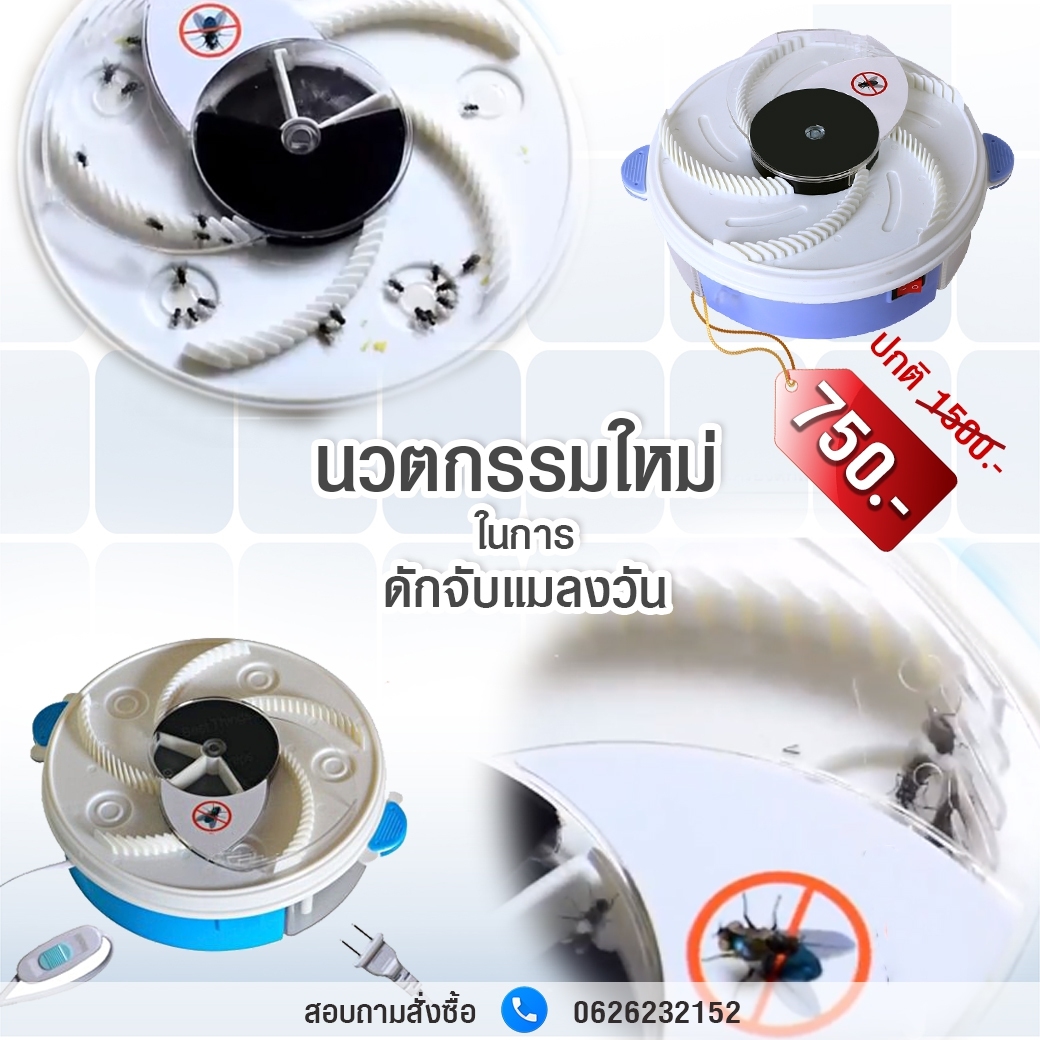 ปกติ 1500.-
750.-
นวตกรรมใหม่
ในการ
ดักจับแมลงวัน
สอบถามสั่งซื้อ 0626232152